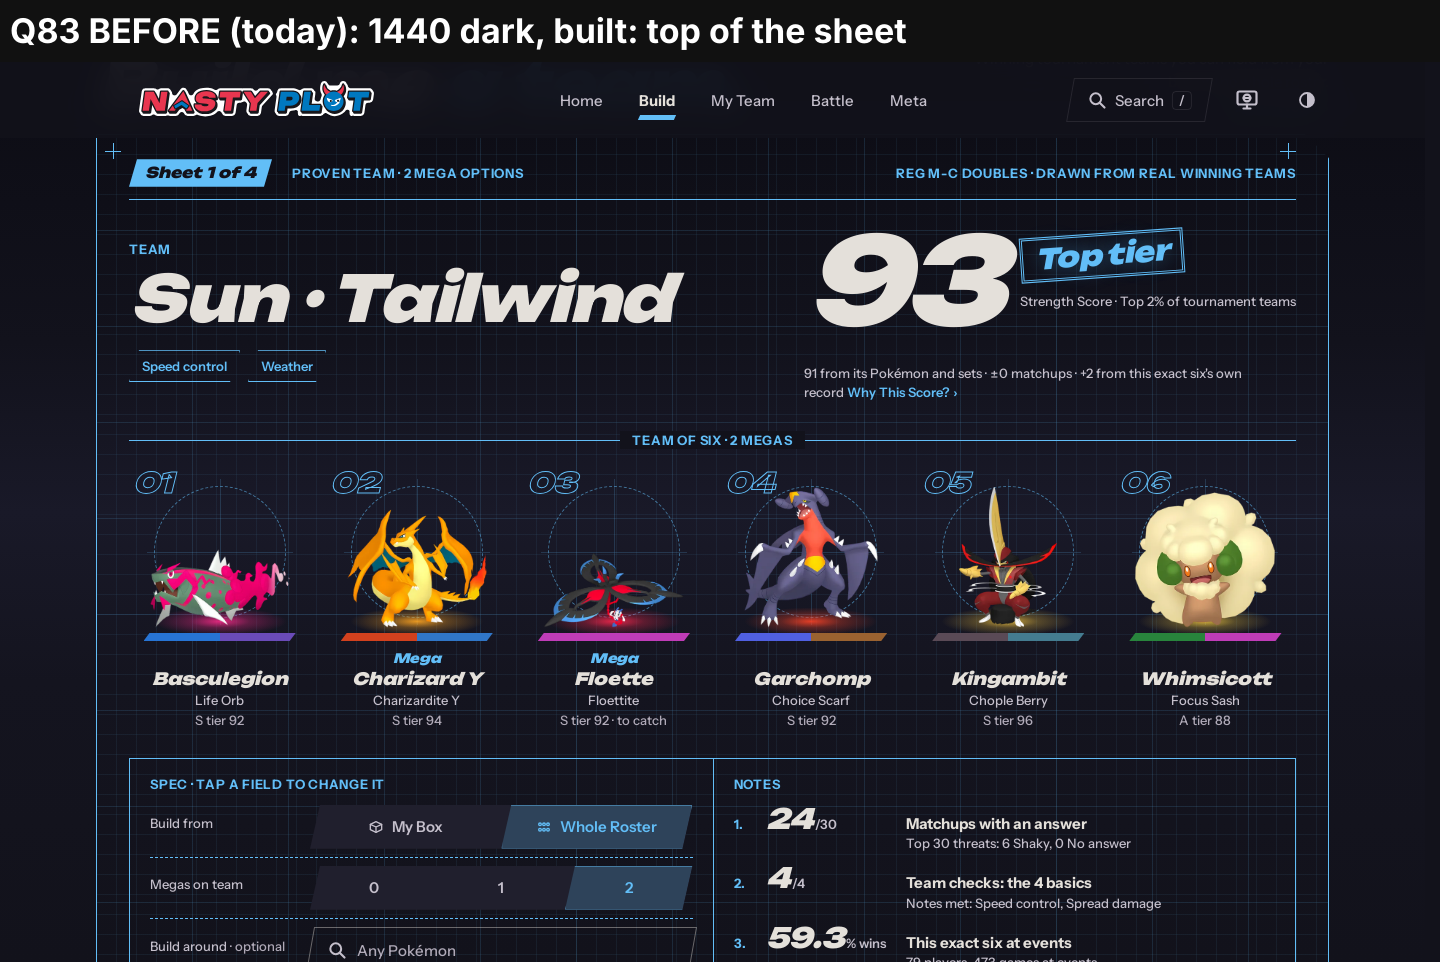 Q83 BEFORE (today): 1440 dark, built: top of the sheet
NASTY PLOT
Home
Build
My Team
Battle
Meta
Search /
Sheet 1 of 4
PROVEN TEAM · 2 MEGA OPTIONS
REG M-C DOUBLES · DRAWN FROM REAL WINNING TEAMS
TEAM
Sun · Tailwind
Speed control
Weather
93
Top tier
Strength Score · Top 2% of tournament teams
91 from its Pokémon and sets · ±0 matchups · +2 from this exact six's own
record Why This Score? ›
TEAM OF SIX · 2 MEGAS
01
Basculegion
Life Orb
S tier 92
02
Mega
Charizard Y
Charizardite Y
S tier 94
03
Mega
Floette
Floettite
S tier 92 · to catch
04
Garchomp
Choice Scarf
S tier 92
05
Kingambit
Chople Berry
S tier 96
06
Whimsicott
Focus Sash
A tier 88
SPEC · TAP A FIELD TO CHANGE IT
Build from
My Box
Whole Roster
Megas on team
0
1
2
Build around · optional
Any Pokémon
NOTES
1. 24/30
Matchups with an answer
Top 30 threats: 6 Shaky, 0 No answer
2. 4/4
Team checks: the 4 basics
Notes met: Speed control, Spread damage
3. 59.3% wins
This exact six at events
79 players, 473 games at events